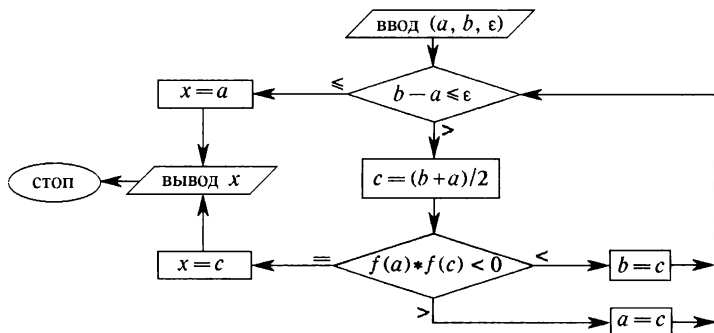 ввод (a, b, ε)
x = a
⩽
b − a ⩽ ε
>
стоп
вывод x
c = (b+a)/2
x = c
=
f(a)*f(c) < 0
<
b = c
>
a = c